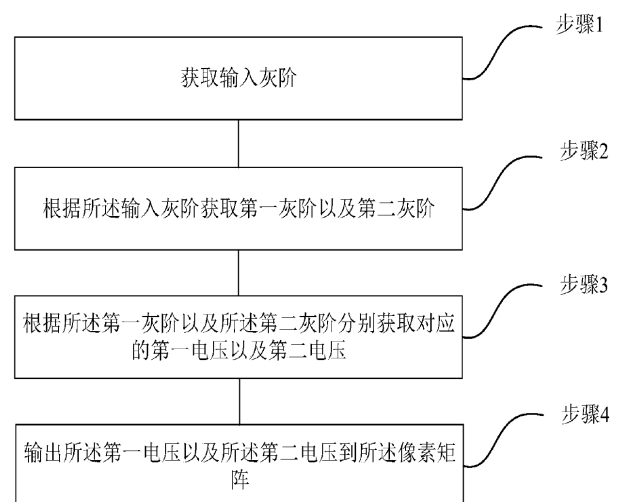 步骤1
获取输入灰阶
步骤2
根据所述输入灰阶获取第一灰阶以及第二灰阶
步骤3
根据所述第一灰阶以及所述第二灰阶分别获取对应
的第一电压以及第二电压
步骤4
输出所述第一电压以及所述第二电压到所述像素矩
阵